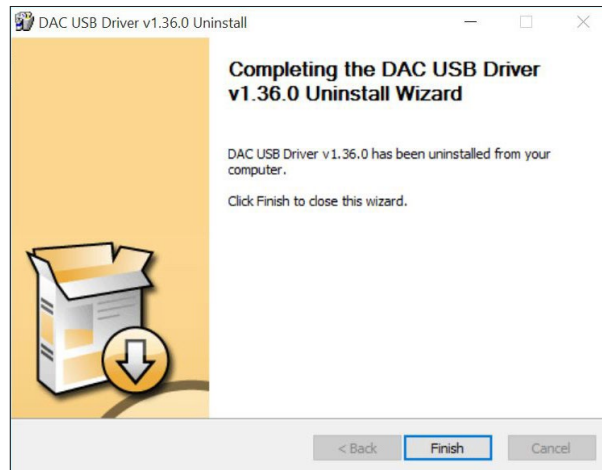 DAC USB Driver v1.36.0 Uninstall
Completing the DAC USB Driver
v1.36.0 Uninstall Wizard
DAC USB Driver v1.36.0 has been uninstalled from your
computer.
Click Finish to close this wizard.
< Back
Finish
Cancel